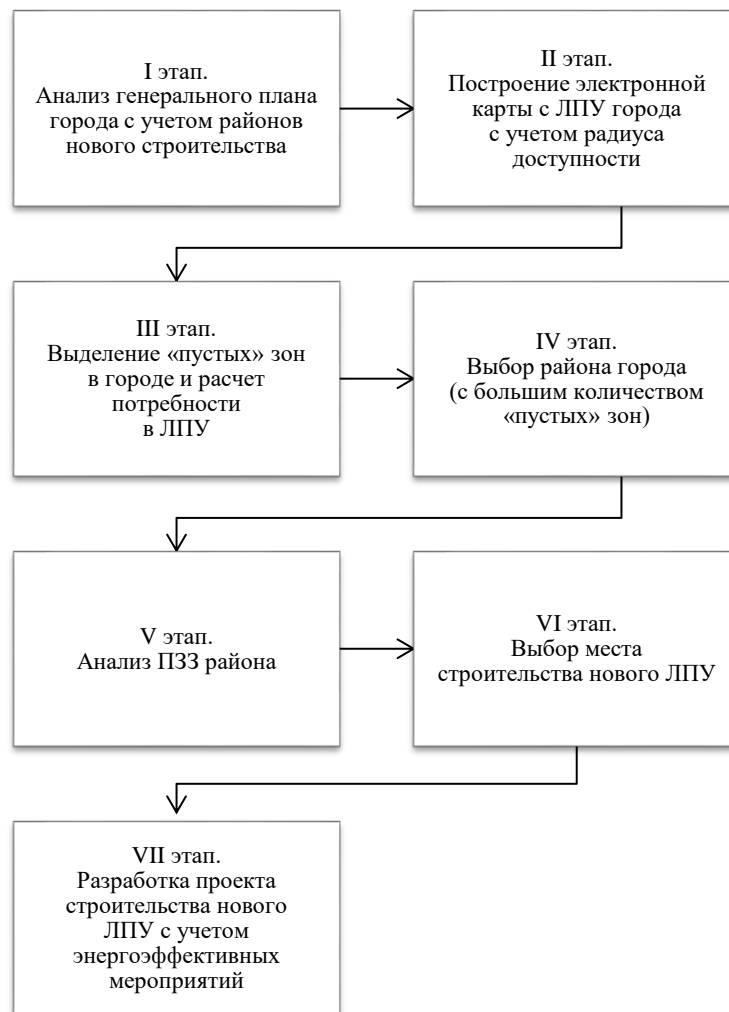 I этап.
Анализ генерального плана
города с учетом районов
нового строительства
II этап.
Построение электронной
карты с ЛПУ города
с учетом радиуса
доступности
III этап.
Выделение «пустых» зон
в городе и расчет
потребности
в ЛПУ
IV этап.
Выбор района города
(с большим количеством
«пустых» зон)
V этап.
Анализ ПЗЗ района
VI этап.
Выбор места
строительства нового ЛПУ
VII этап.
Разработка проекта
строительства нового
ЛПУ с учетом
энергоэффективных
мероприятий